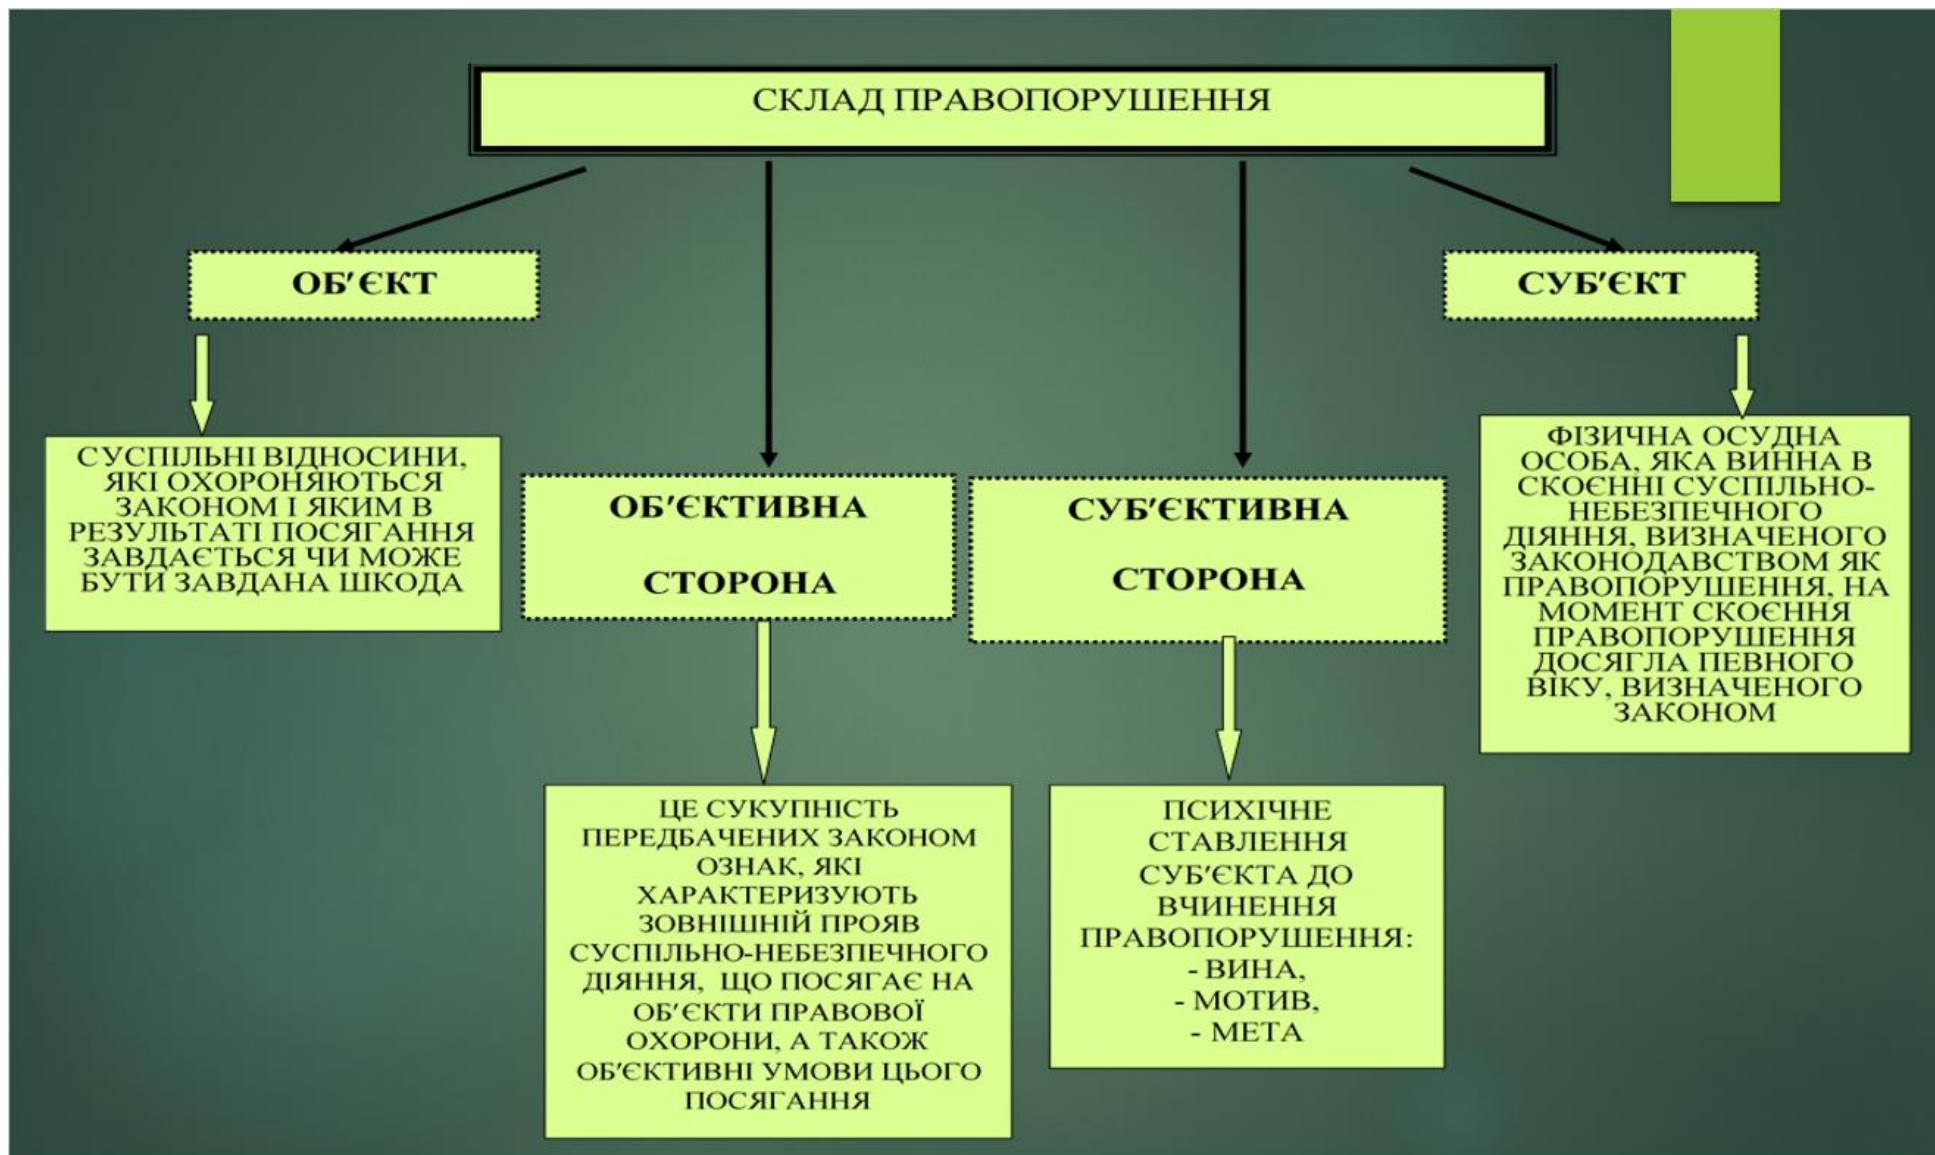 СКЛАД ПРАВОПОРУШЕННЯ
ОБ'ЄКТ
СУСПІЛЬНІ ВІДНОСИНИ,
ЯКІ ОХОРОНЯЮТЬСЯ
ЗАКОНОМ І ЯКИМ В
РЕЗУЛЬТАТІ ПОСЯГАННЯ
ЗАВДАЄТЬСЯ ЧИ МОЖЕ
БУТИ ЗАВДАНА ШКОДА
ОБ'ЄКТИВНА
СТОРОНА
ЦЕ СУКУПНІСТЬ
ПЕРЕДБАЧЕНИХ ЗАКОНОМ
ОЗНАК, ЯКІ
ХАРАКТЕРИЗУЮТЬ
ЗОВНІШНІЙ ПРОЯВ
СУСПІЛЬНО-НЕБЕЗПЕЧНОГО
ДІЯННЯ, ЩО ПОСЯГАЄ НА
ОБ'ЄКТИ ПРАВОВОЇ
ОХОРОНИ, А ТАКОЖ
ОБ'ЄКТИВНІ УМОВИ ЦЬОГО
ПОСЯГАННЯ
СУБ'ЄКТИВНА
СТОРОНА
ПСИХІЧНЕ
СТАВЛЕННЯ
СУБ'ЄКТА ДО
ВЧИНЕННЯ
ПРАВОПОРУШЕННЯ:
- ВИНА,
- МОТИВ,
- МЕТА
СУБ'ЄКТ
ФІЗИЧНА ОСУДНА
ОСОБА, ЯКА ВИННА В
СКОЄННІ СУСПІЛЬНО-
НЕБЕЗПЕЧНОГО
ДІЯННЯ, ВИЗНАЧЕНОГО
ЗАКОНОДАВСТВОМ ЯК
ПРАВОПОРУШЕННЯ, НА
МОМЕНТ СКОЄННЯ
ПРАВОПОРУШЕННЯ
ДОСЯГЛА ПЕВНОГО
ВІКУ, ВИЗНАЧЕНОГО
ЗАКОНОМ